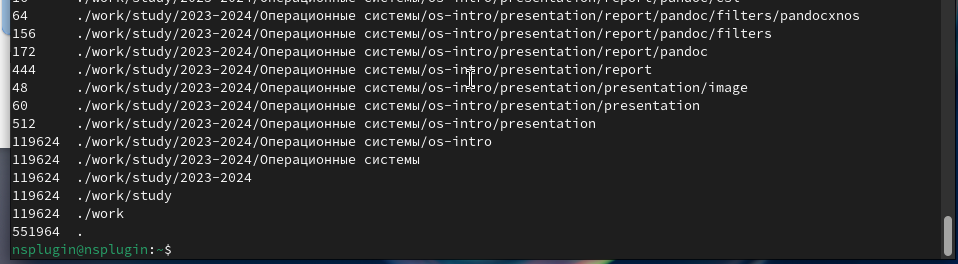 64 ./work/study/2023-2024/Операционные системы/os-intro/presentation/report/pandoc/filters/pandocxnos
156 ./work/study/2023-2024/Операционные системы/os-intro/presentation/report/pandoc/filters
172 ./work/study/2023-2024/Операционные системы/os-intro/presentation/report/pandoc
444 ./work/study/2023-2024/Операционные системы/os-intro/presentation/report
48 ./work/study/2023-2024/Операционные системы/os-intro/presentation/presentation/image
60 ./work/study/2023-2024/Операционные системы/os-intro/presentation/presentation
512 ./work/study/2023-2024/Операционные системы/os-intro/presentation
119624 ./work/study/2023-2024/Операционные системы/os-intro
119624 ./work/study/2023-2024/Операционные системы
119624 ./work/study/2023-2024
119624 ./work/study
119624 ./work
551964 .
nsplugin@nsplugin:~$